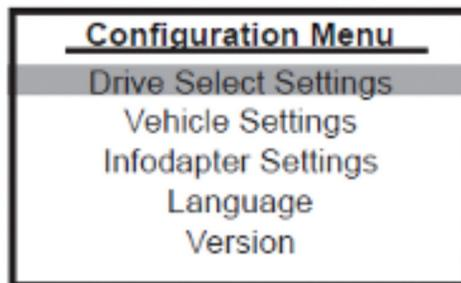 Configuration Menu
Drive Select Settings
Vehicle Settings
Infodapter Settings
Language
Version